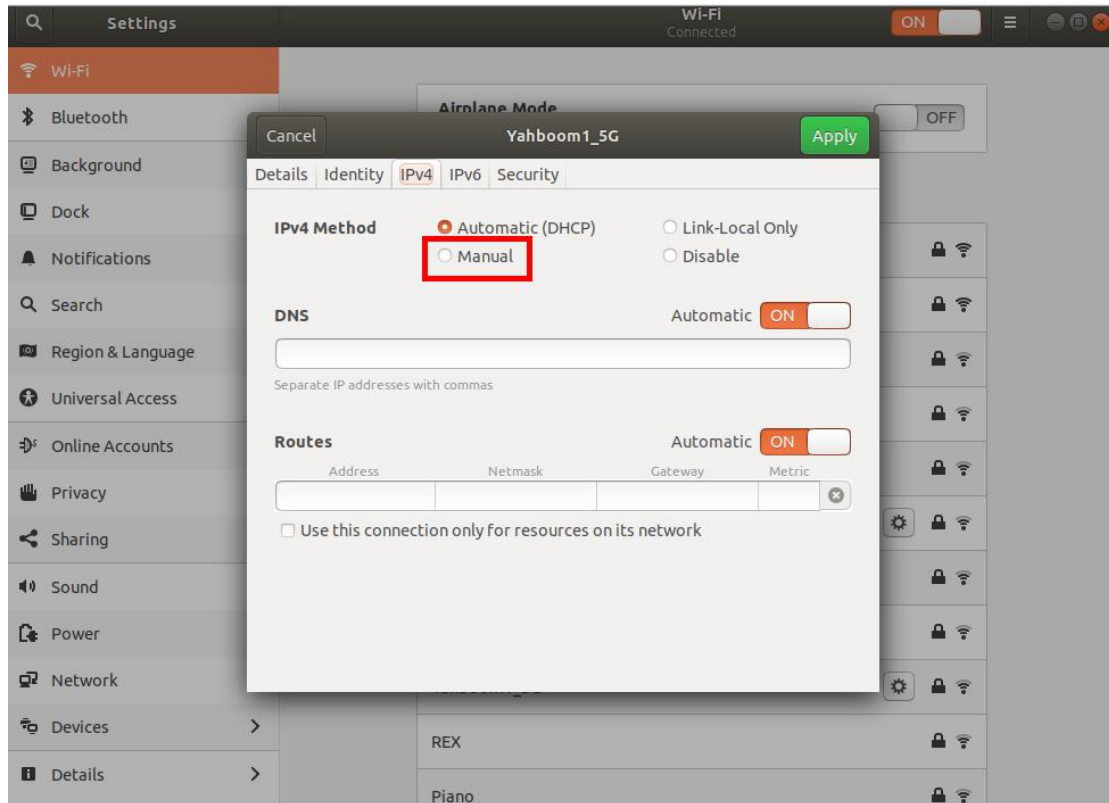 Settings
Wi-Fi
Connected
ON
Wi-Fi
Bluetooth
Background
Dock
Notifications
Search
Region & Language
Universal Access
Online Accounts
Privacy
Sharing
Sound
Power
Network
Devices
Details
Airplane Mode
OFF
Cancel
Yahboom1_5G
Apply
Details Identity IPv4 IPv6 Security
IPv4 Method
Automatic (DHCP)
Link-Local Only
Manual
Disable
DNS
Automatic ON
Separate IP addresses with commas
Routes
Automatic ON
Address Netmask Gateway Metric
Use this connection only for resources on its network
REX
Piano